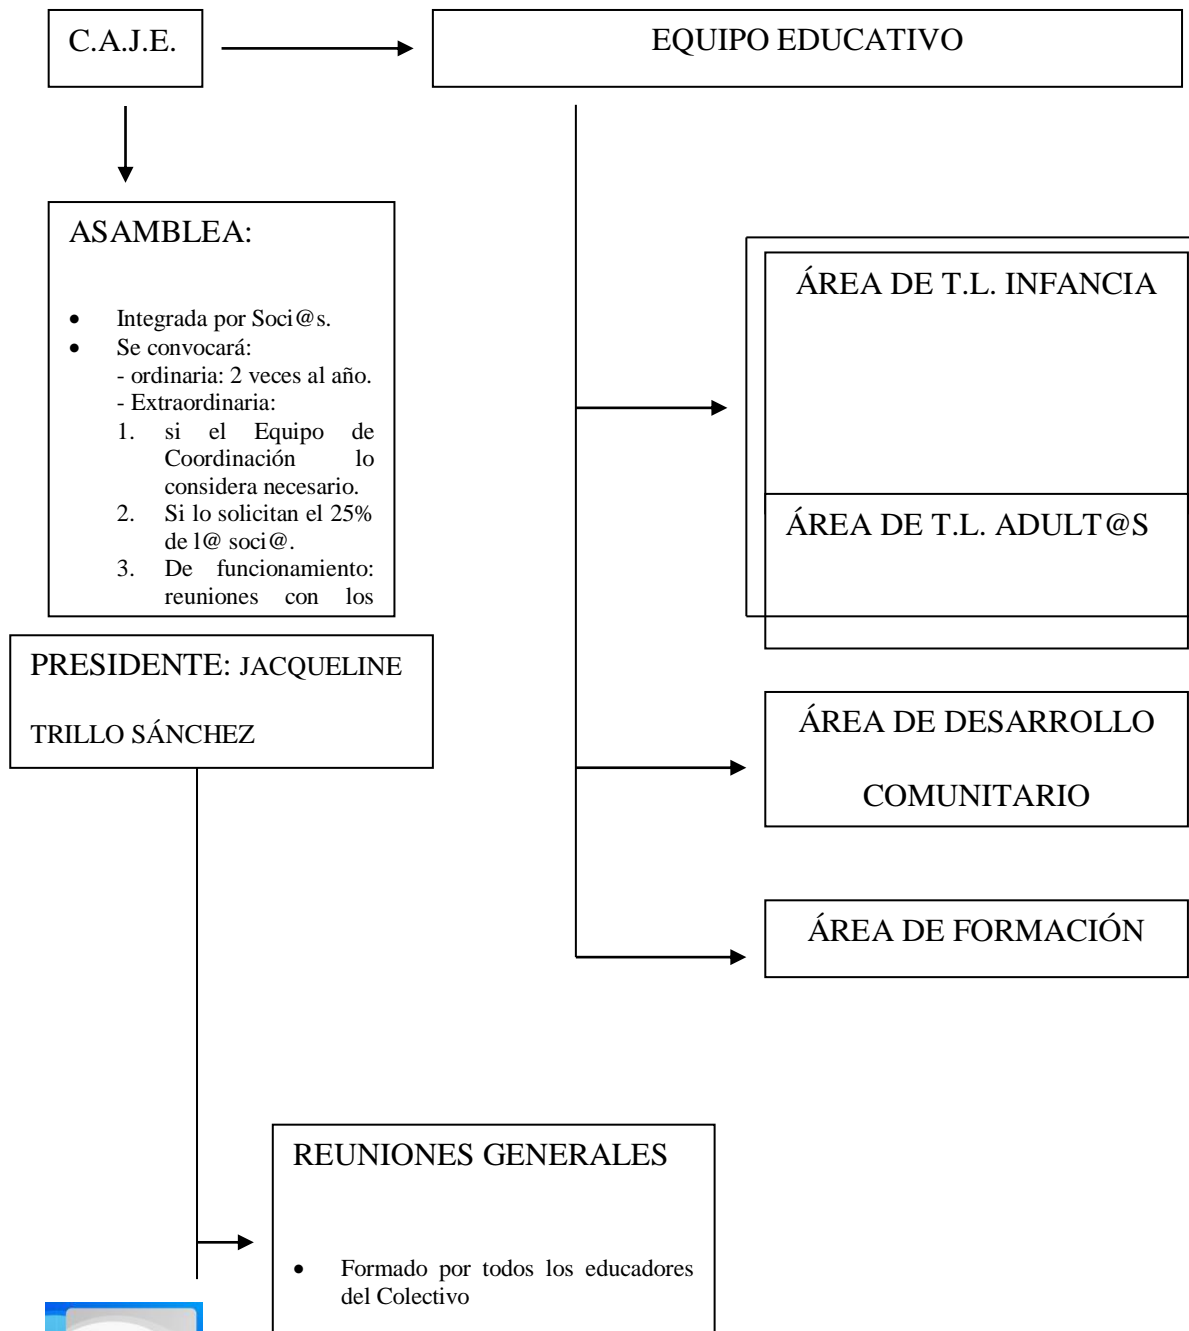 C.A.J.E.
EQUIPO EDUCATIVO
ASAMBLEA:
• Integrada por Soci@s.
• Se convocará:
- ordinaria: 2 veces al año.
- Extraordinaria:
1. si el Equipo de
Coordinación lo
considera necesario.
2. Si lo solicitan el 25%
de l@ soci@.
3. De funcionamiento:
reuniones con los
PRESIDENTE: JACQUELINE
TRILLO SÁNCHEZ
ÁREA DE T.L. INFANCIA
ÁREA DE T.L. ADULT@S
ÁREA DE DESARROLLO
COMUNITARIO
ÁREA DE FORMACIÓN
REUNIONES GENERALES
• Formado por todos los educadores
del Colectivo